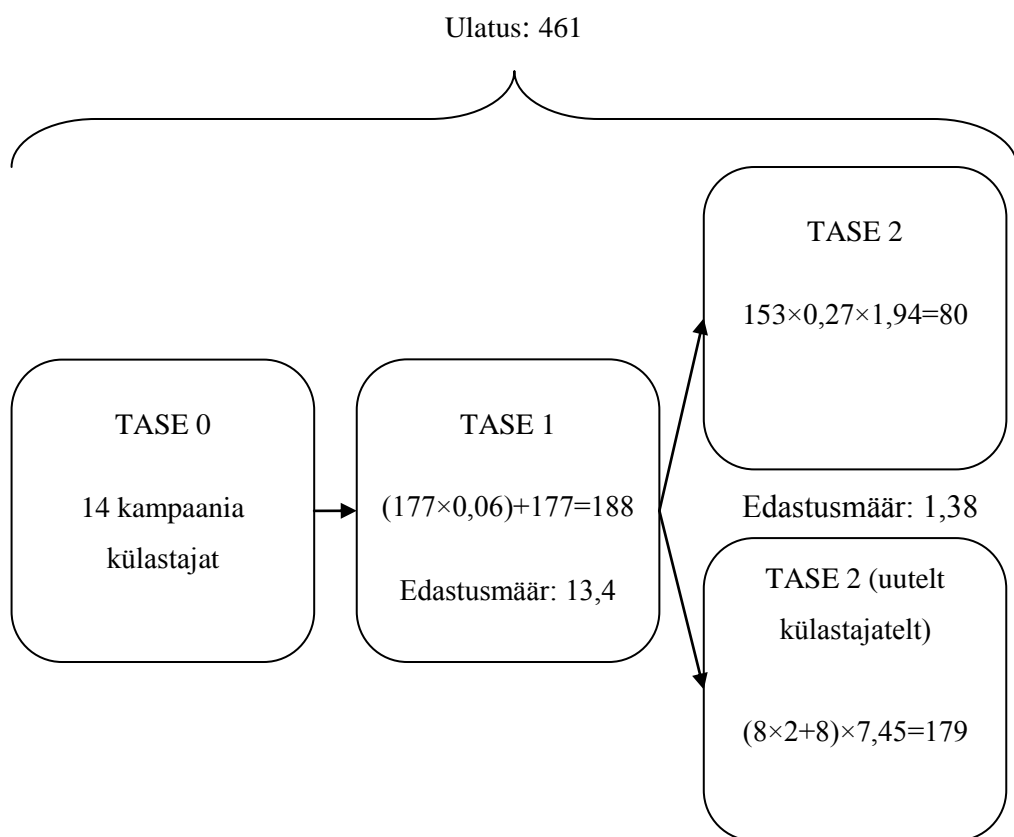 Ulatus: 461
TASE 0
14 kampaania
külastajat
TASE 1
(177×0,06)+177=188
Edastusmäär: 13,4
TASE 2
153×0,27×1,94=80
Edastusmäär: 1,38
TASE 2 (uutelt
külastajatelt)
(8×2+8)×7,45=179